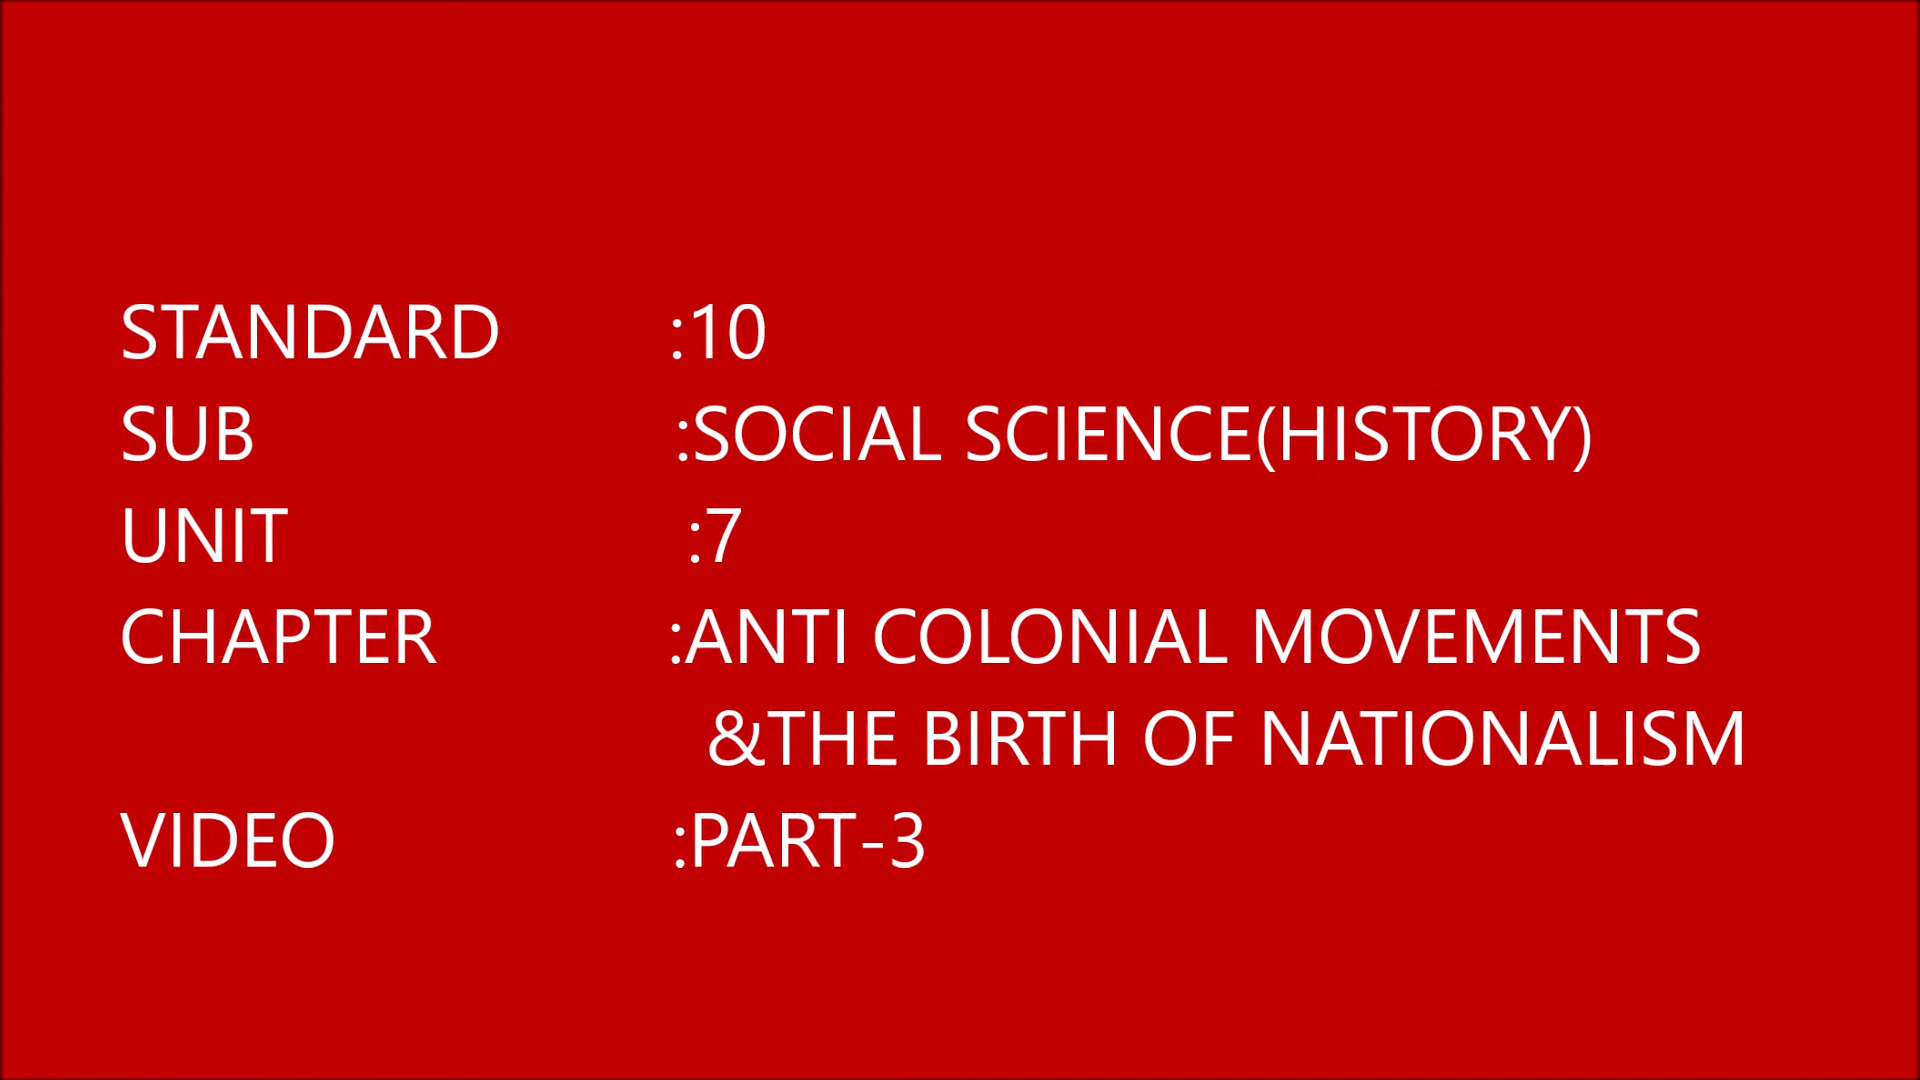 STANDARD :10
SUB :SOCIAL SCIENCE(HISTORY)
UNIT :7
CHAPTER :ANTI COLONIAL MOVEMENTS
&THE BIRTH OF NATIONALISM
VIDEO :PART-3